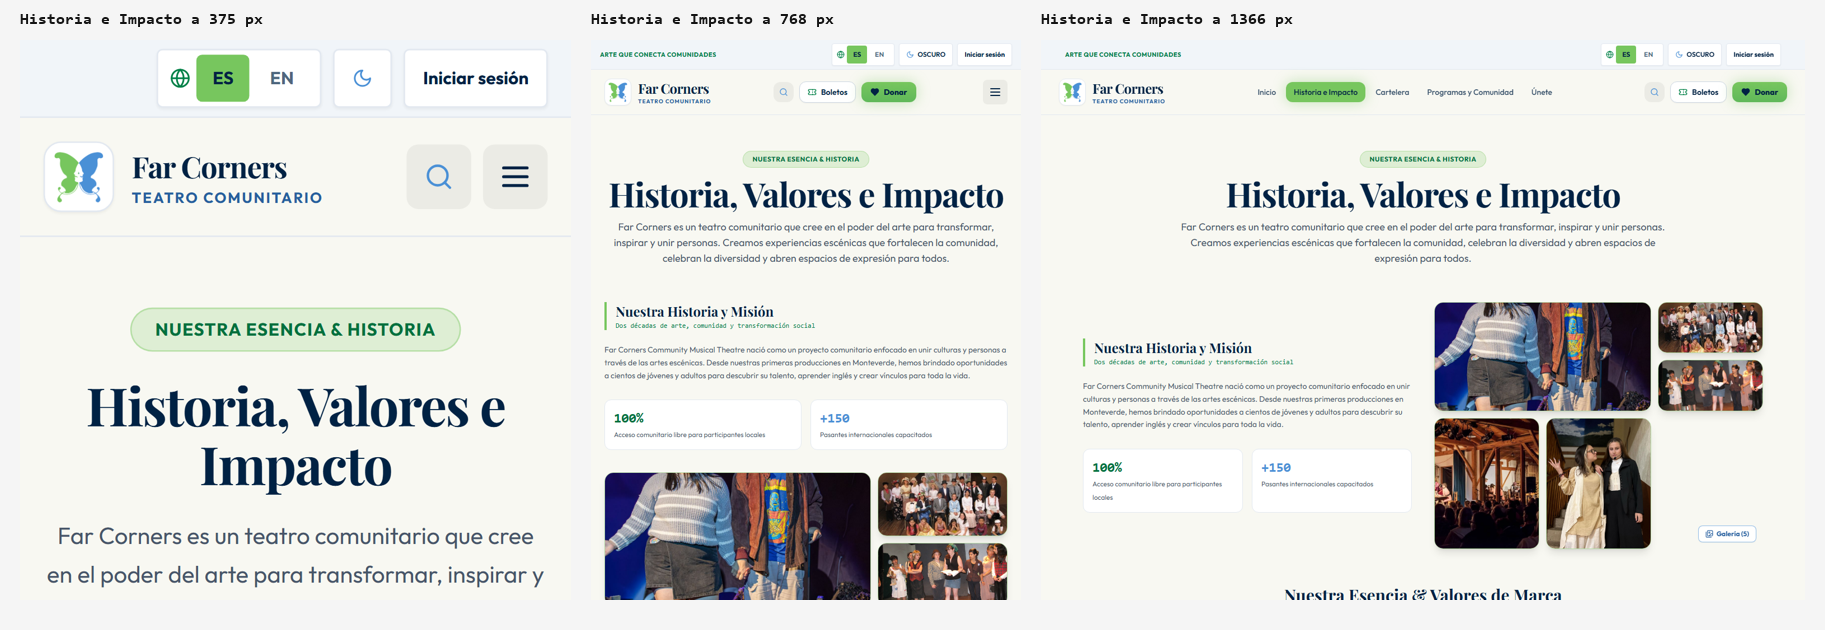 Historia e Impacto a 375 px
ES
EN
Iniciar sesión
Far Corners
TEATRO COMUNITARIO
NUESTRA ESENCIA & HISTORIA
Historia, Valores e
Impacto
Far Corners es un teatro comunitario que cree
en el poder del arte para transformar, inspirar y
Historia e Impacto a 768 px
ARTE QUE CONECTA COMUNIDADES
ES
EN
OSCURO
Iniciar sesión
Far Corners
TEATRO COMUNITARIO
Boletos
Donar
NUESTRA ESENCIA & HISTORIA
Historia, Valores e Impacto
Far Corners es un teatro comunitario que cree en el poder del arte para transformar,
inspirar y unir personas. Creamos experiencias escénicas que fortalecen la comunidad,
celebran la diversidad y abren espacios de expresión para todos.
Nuestra Historia y Misión
Dos décadas de arte, comunidad y transformación social
Far Corners Community Musical Theatre nació como un proyecto comunitario enfocado en unir culturas y personas a
través de las artes escénicas. Desde nuestras primeras producciones en Monteverde, hemos brindado oportunidades
a cientos de jóvenes y adultos para descubrir su talento, aprender inglés y crear vínculos para toda la vida.
100%
Acceso comunitario libre para participantes locales
+150
Pasantes internacionales capacitados
Historia e Impacto a 1366 px
ARTE QUE CONECTA COMUNIDADES
ES
EN
OSCURO
Iniciar sesión
Far Corners
TEATRO COMUNITARIO
Inicio
Historia e Impacto
Cartelera
Programas y Comunidad
Únete
Boletos
Donar
NUESTRA ESENCIA & HISTORIA
Historia, Valores e Impacto
Far Corners es un teatro comunitario que cree en el poder del arte para transformar, inspirar y unir personas.
Creamos experiencias escénicas que fortalecen la comunidad, celebran la diversidad y abren espacios de
expresión para todos.
Nuestra Historia y Misión
Dos décadas de arte, comunidad y transformación social
Far Corners Community Musical Theatre nació como un proyecto comunitario enfocado en unir
culturas y personas a través de las artes escénicas. Desde nuestras primeras producciones en
Monteverde, hemos brindado oportunidades a cientos de jóvenes y adultos para descubrir su
talento, aprender inglés y crear vínculos para toda la vida.
100%
Acceso comunitario libre para participantes
locales
+150
Pasantes internacionales capacitados
Galería (5)
Nuestra Esencia & Valores de Marca